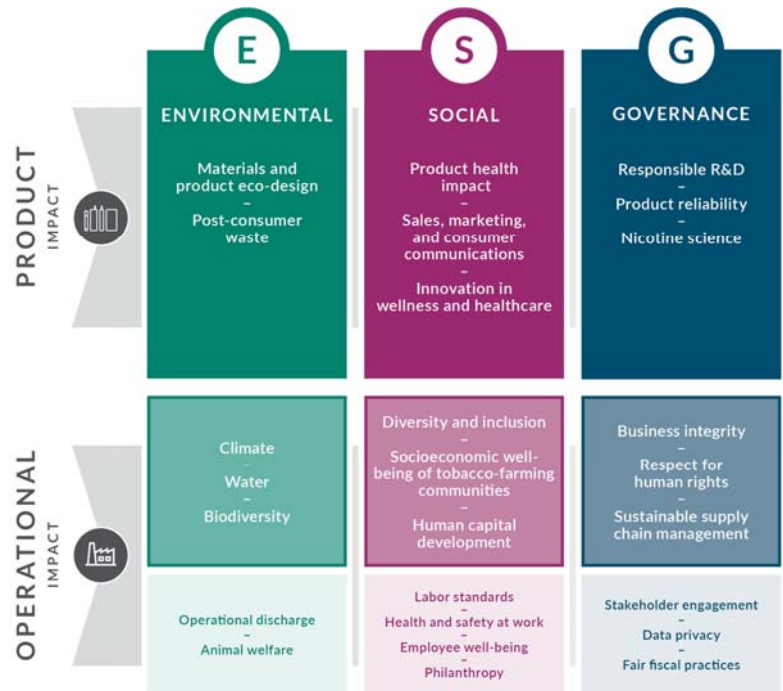 E
ENVIRONMENTAL
S
SOCIAL
G
GOVERNANCE
PRODUCT
IMPACT
Materials and
product eco-design
–
Post-consumer
waste
Product health
impact
–
Sales, marketing,
and consumer
communications
–
Innovation in
wellness and healthcare
Responsible R&D
–
Product reliability
–
Nicotine science
OPERATIONAL
IMPACT
Climate
–
Water
–
Biodiversity
Diversity and inclusion
–
Socioeconomic well-
being of tobacco-farming
communities
–
Human capital
development
Business integrity
–
Respect for
human rights
–
Sustainable supply
chain management
Operational discharge
–
Animal welfare
Labor standards
–
Health and safety at work
–
Employee well-being
–
Philanthropy
Stakeholder engagement
–
Data privacy
–
Fair fiscal practices